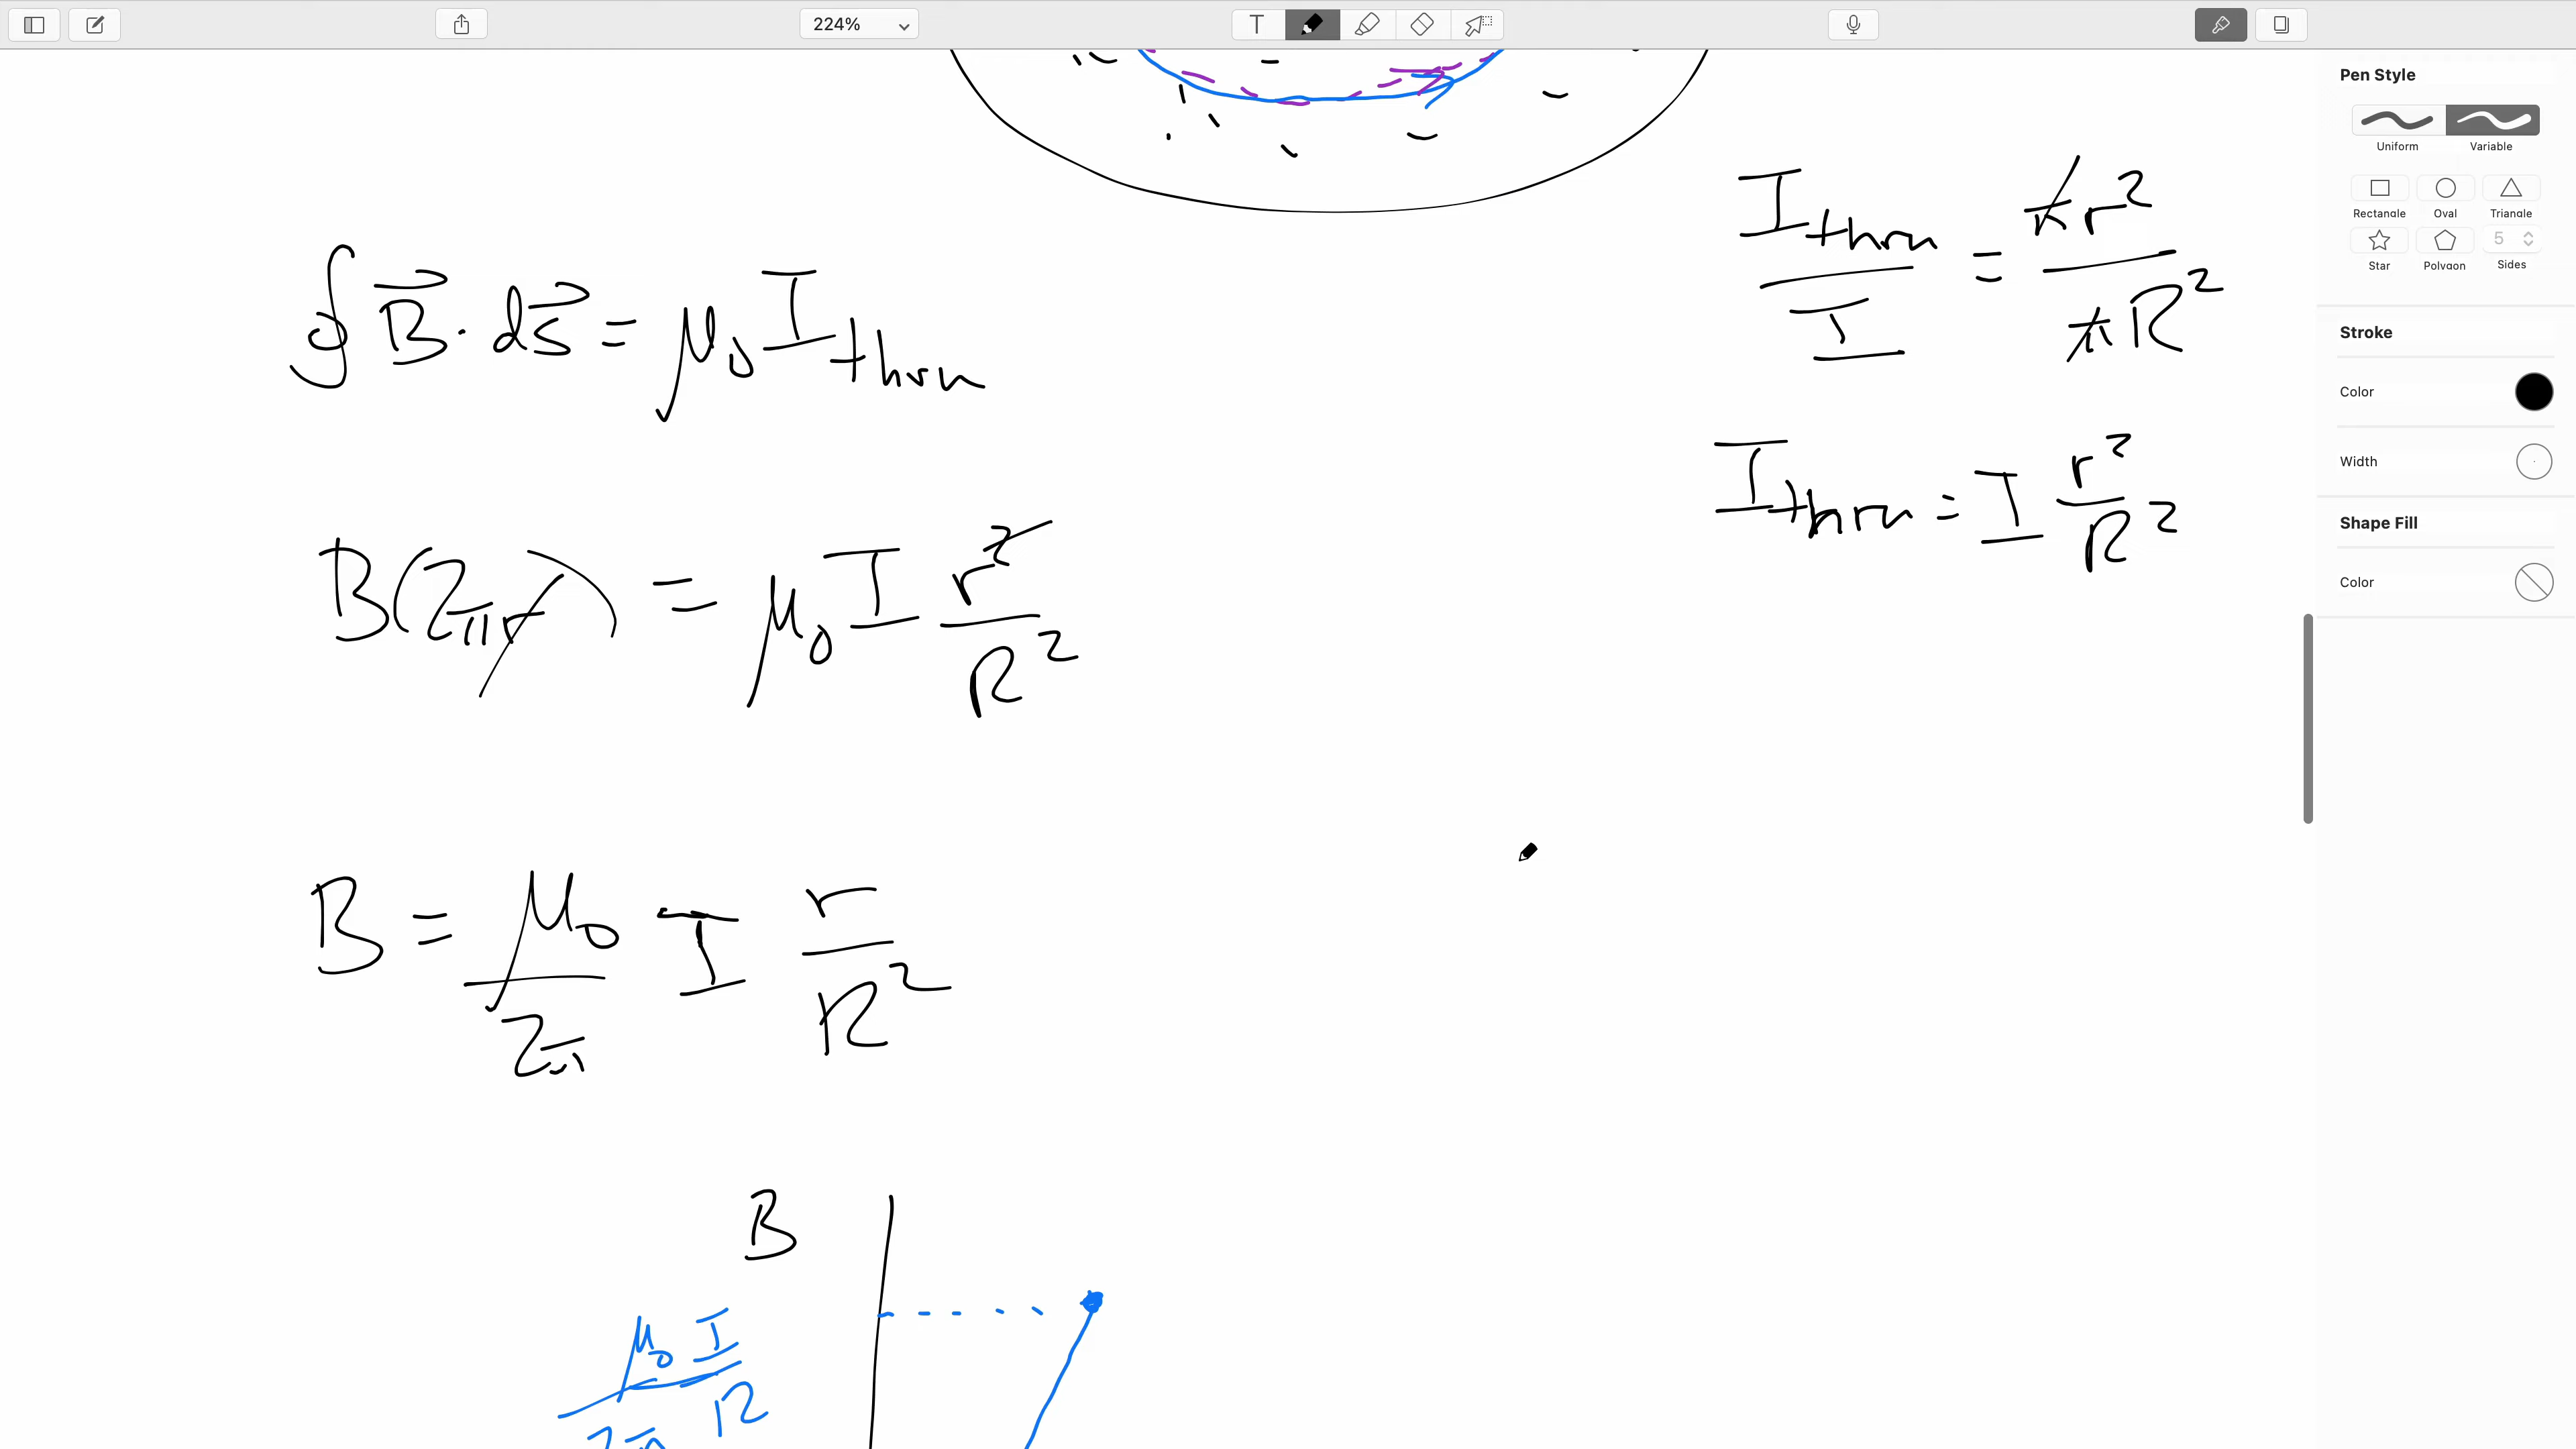 224%
T
Pen Style
Uniform
Variable
Rectangle
Oval
Triangle
Star
Polygon
5
Sides
Stroke
Color
Width
Shape Fill
Color
I_thru / I = πr² / πR²
∮ B⃗ · ds⃗ = μ₀ I_thru
I_thru = I r² / R²
B(2πr) = μ₀ I r² / R²
B = μ₀ / 2π I r / R²
B
μ₀ I / 2π R